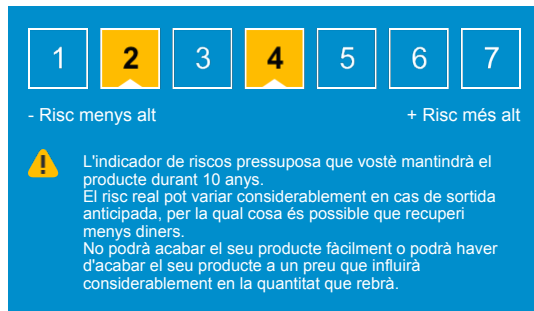 1 2 3 4 5 6 7
- Risc menys alt + Risc més alt
!
L'indicador de riscos pressuposa que vostè mantindrà el
producte durant 10 anys.
El risc real pot variar considerablement en cas de sortida
anticipada, per la qual cosa és possible que recuperi
menys diners.
No podrà acabar el seu producte fàcilment o podrà haver
d'acabar el seu producte a un preu que influirà
considerablement en la quantitat que rebrà.